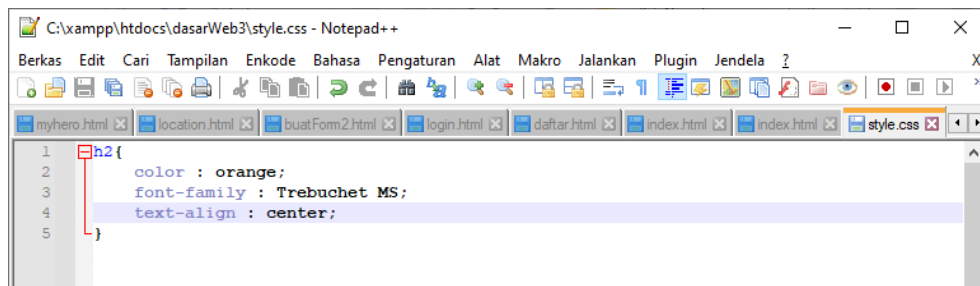 C:\xampp\htdocs\dasarWeb3\style.css - Notepad++
Berkas Edit Cari Tampilan Enkode Bahasa Pengaturan Alat Makro Jalankan Plugin Jendela ? X
myhero.html location.html buatForm2.html login.html daftar.html index.html index.html style.css
1 h2{
2 color : orange;
3 font-family : Trebuchet MS;
4 text-align : center;
5 }